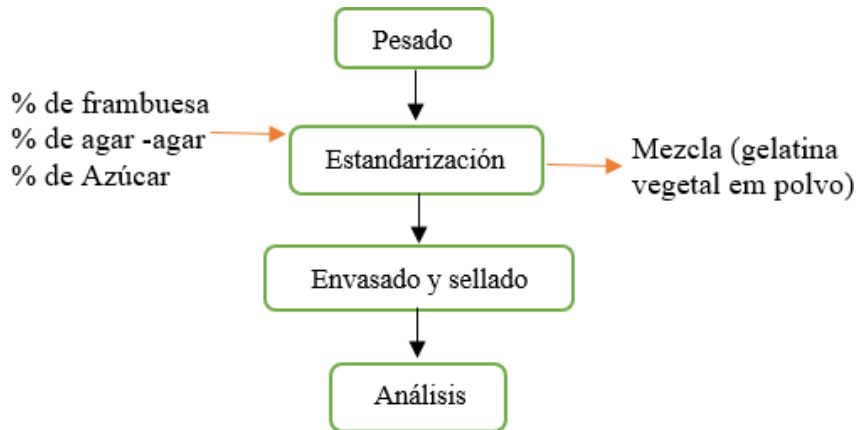 Pesado
% de frambuesa
% de agar -agar
% de Azúcar
Estandarización
Mezcla (gelatina
vegetal em polvo)
Envasado y sellado
Análisis